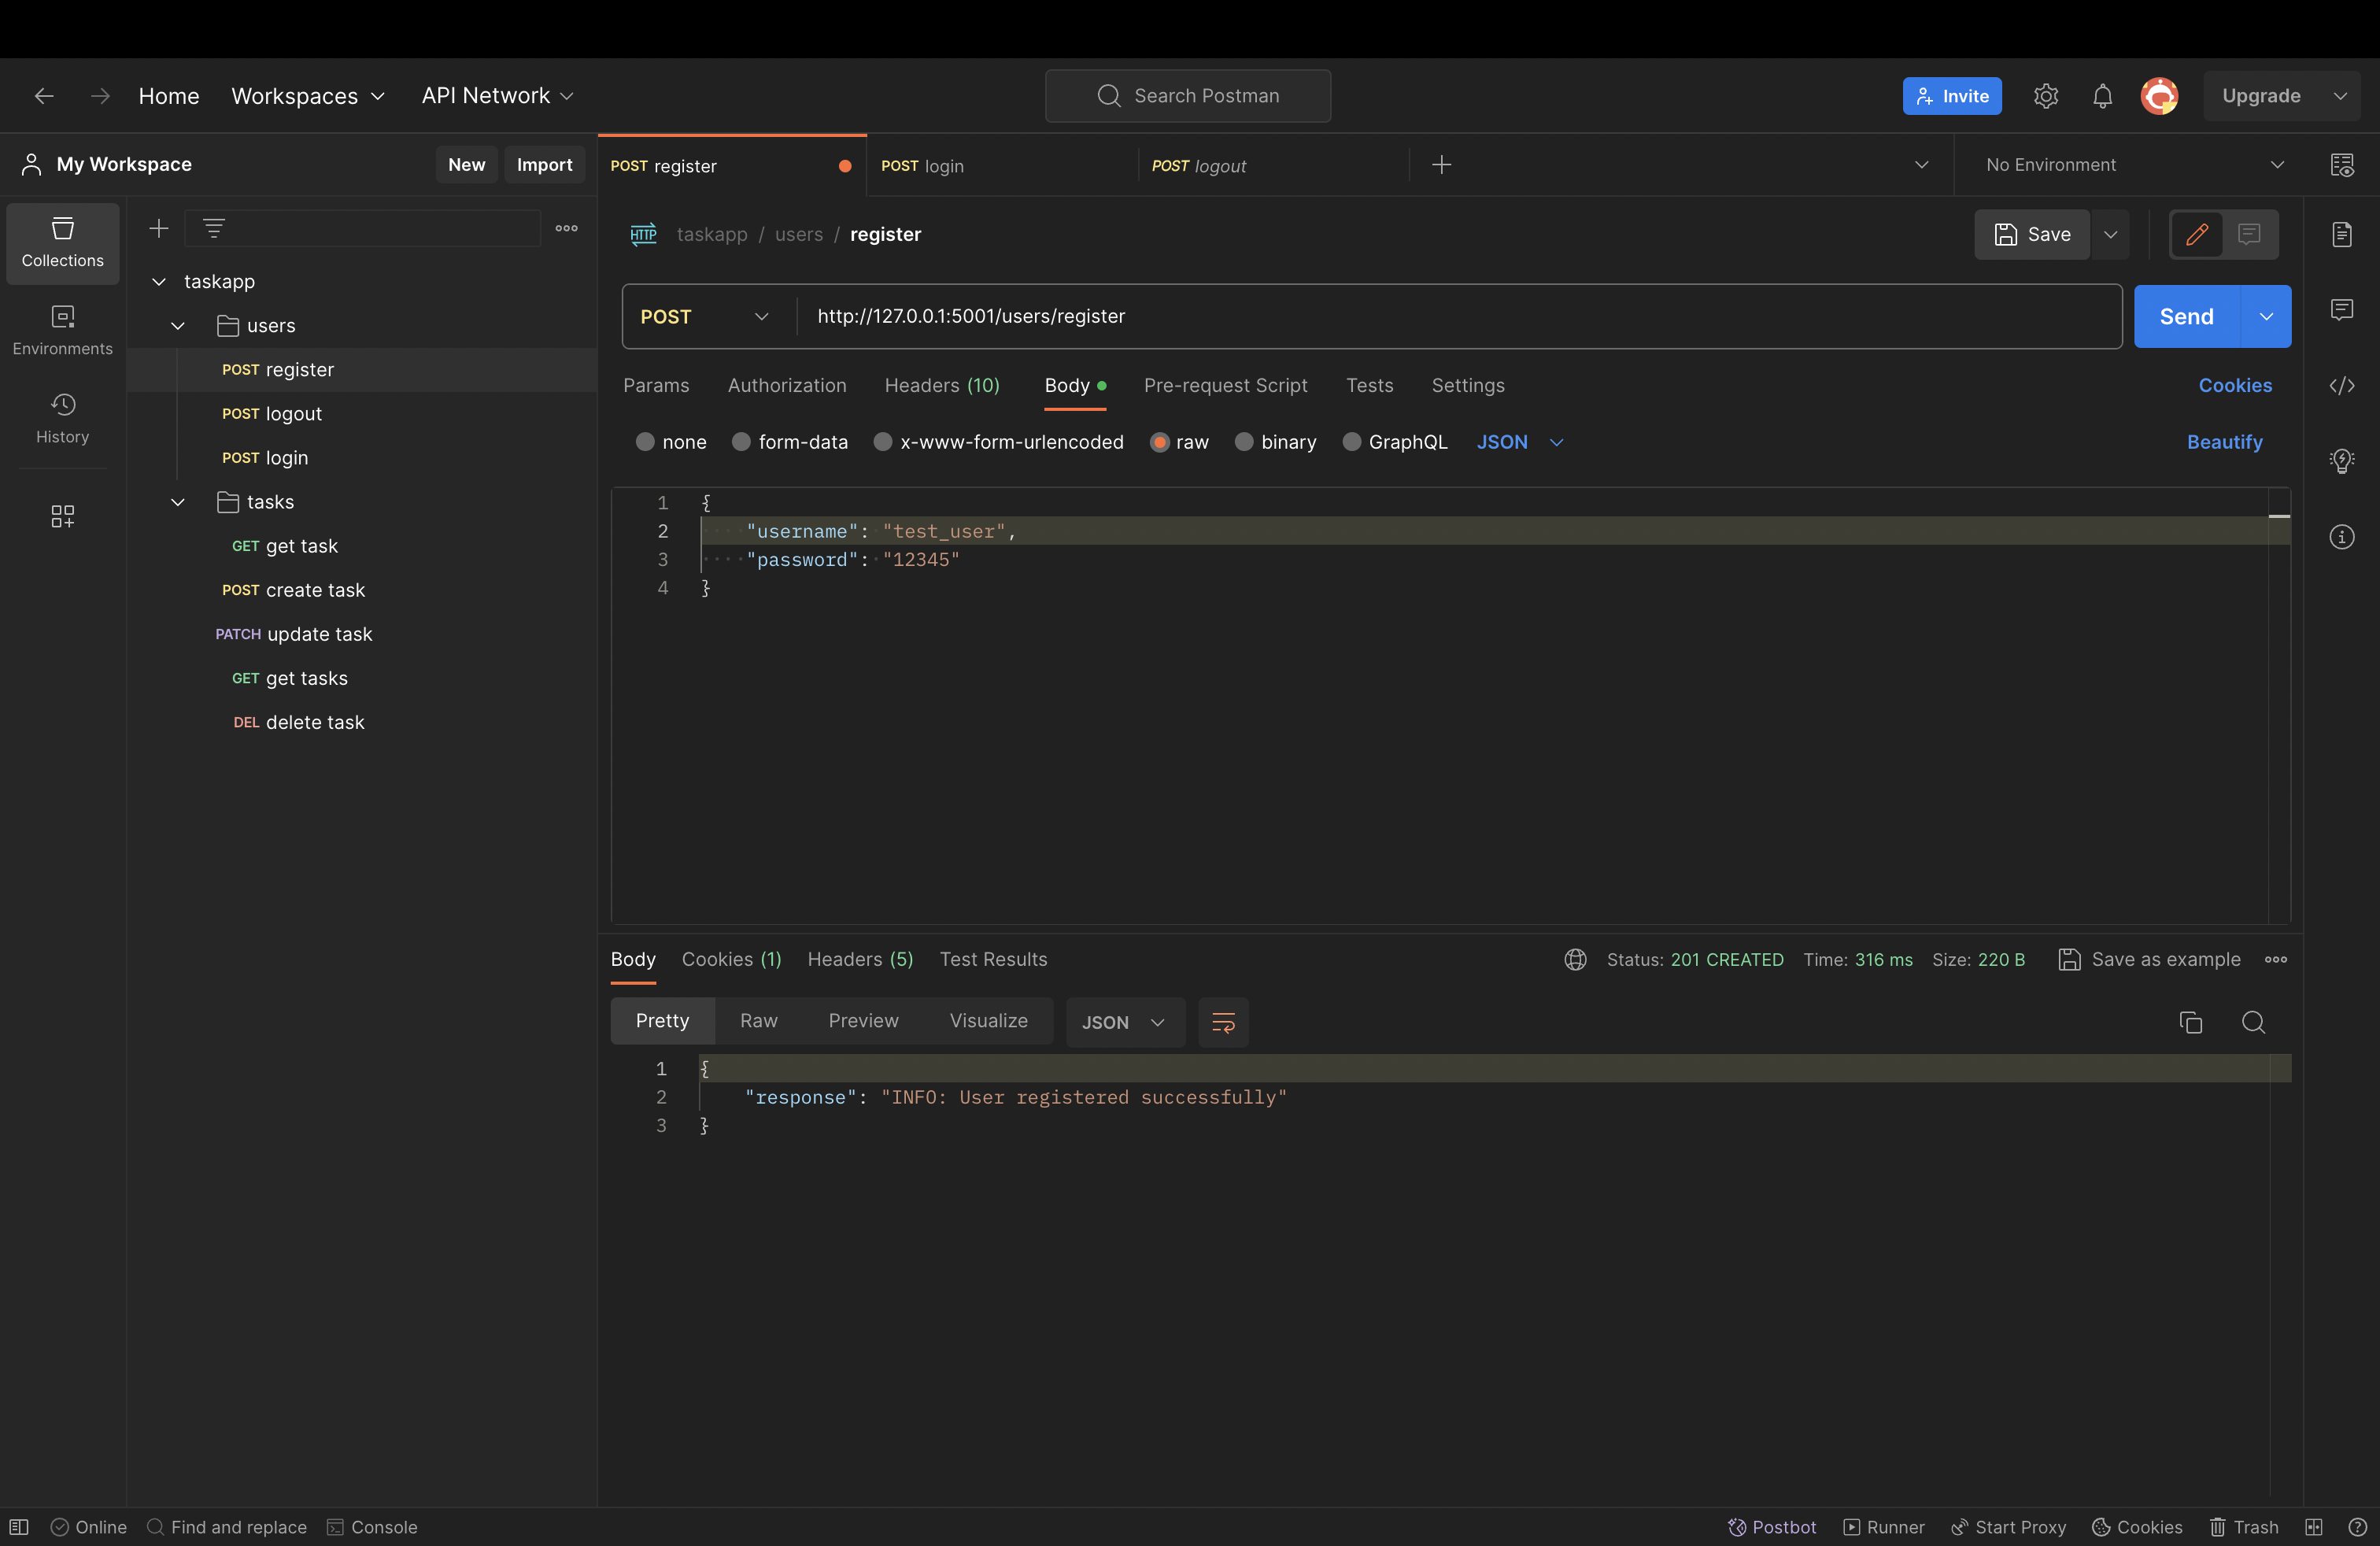 Home Workspaces API Network Search Postman Invite Upgrade
My Workspace New Import POST register POST login POST logout No Environment
Collections
Environments
History
taskapp
users
POST register
POST logout
POST login
tasks
GET get task
POST create task
PATCH update task
GET get tasks
DEL delete task
HTTP taskapp / users / register Save
POST http://127.0.0.1:5001/users/register Send
Params Authorization Headers (10) Body Pre-request Script Tests Settings Cookies
none form-data x-www-form-urlencoded raw binary GraphQL JSON Beautify
1 {
2 "username": "test_user",
3 "password": "12345"
4 }
Body Cookies (1) Headers (5) Test Results Status: 201 CREATED Time: 316 ms Size: 220 B Save as example
Pretty Raw Preview Visualize JSON
1 {
2 "response": "INFO: User registered successfully"
3 }
Online Find and replace Console Postbot Runner Start Proxy Cookies Trash